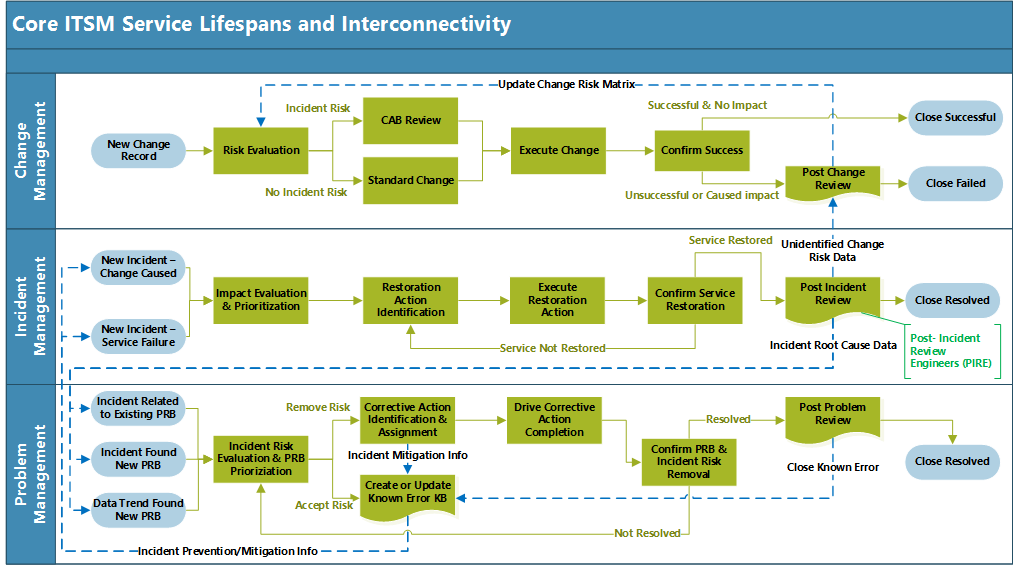 Core ITSM Service Lifespans and Interconnectivity
Change
Management
Update Change Risk Matrix
Incident Risk
CAB Review
Successful & No Impact
Close Successful
New Change
Record
Risk Evaluation
Execute Change
Confirm Success
No Incident Risk
Standard Change
Unsuccessful or Caused impact
Post Change
Review
Close Failed
Incident
Management
New Incident –
Change Caused
Service Restored
Unidentified Change
Risk Data
Impact Evaluation
& Prioritization
Restoration
Action
Identification
Execute
Restoration
Action
Confirm Service
Restoration
Post Incident
Review
Close Resolved
New Incident –
Service Failure
Service Not Restored
Incident Root Cause Data
Post- Incident
Review
Engineers (PIRE)
Problem
Management
Incident Related
to Existing PRB
Remove Risk
Corrective Action
Identification &
Assignment
Drive Corrective
Action
Completion
Resolved
Post Problem
Review
Incident Found
New PRB
Incident Risk
Evaluation & PRB
Prioriziation
Incident Mitigation Info
Confirm PRB &
Incident Risk
Removal
Close Known Error
Close Resolved
Data Trend Found
New PRB
Accept Risk
Create or Update
Known Error KB
Not Resolved
Incident Prevention/Mitigation Info